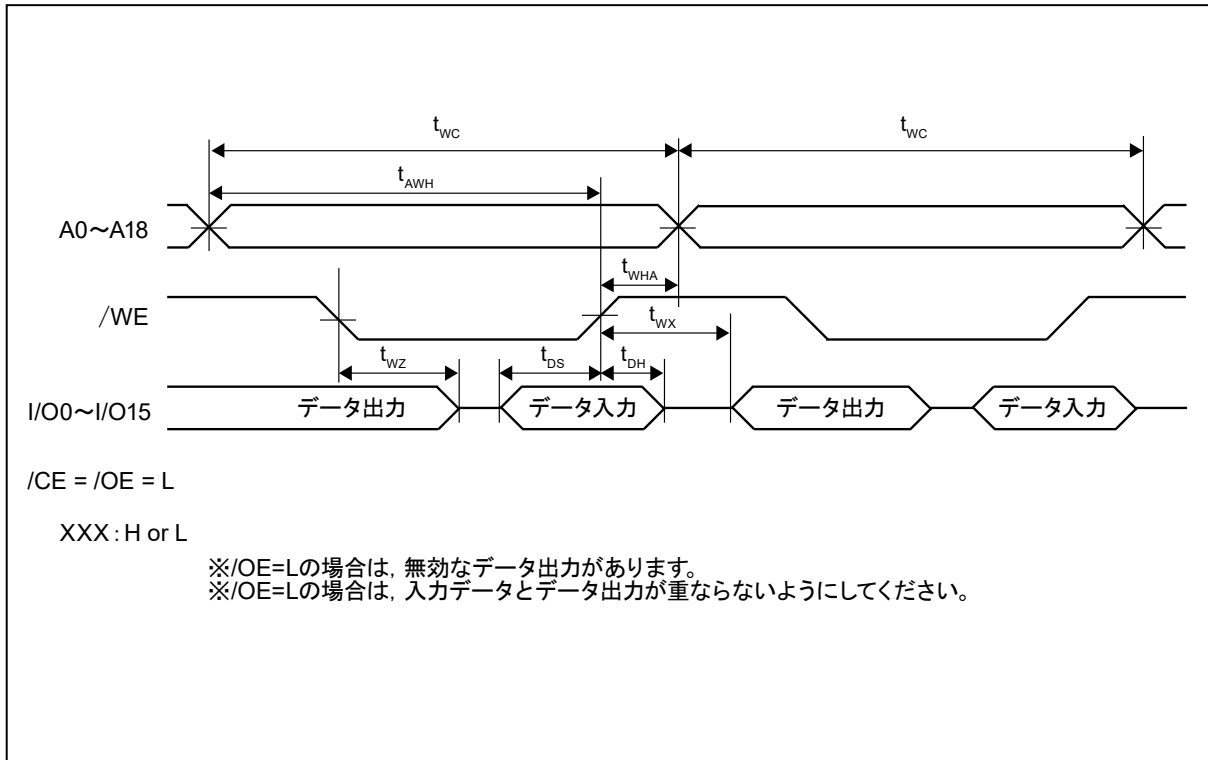 tWC tWC
tAWH
A0～A18
tWHA
/WE
tWX
tWZ tDS tDH
I/O0～I/O15 データ出力 データ入力 データ出力 データ入力
/CE = /OE = L
XXX : H or L
※/OE=Lの場合は, 無効なデータ出力があります。
※/OE=Lの場合は, 入力データとデータ出力が重ならないようにしてください。